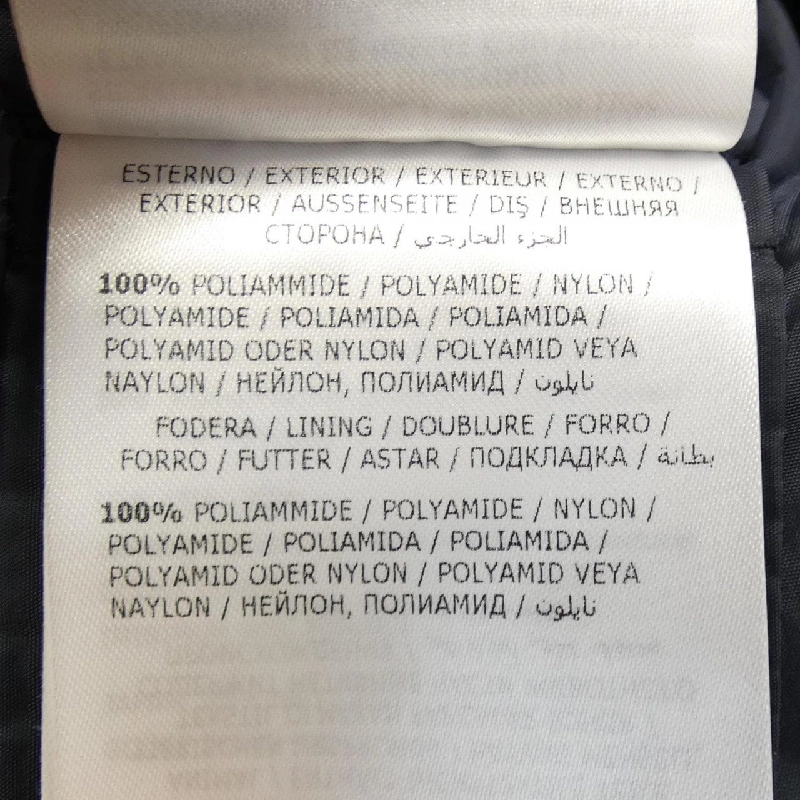 ESTERNO / EXTERIOR / EXTERIEUR / EXTERNO /
EXTERIOR / AUSSENSEITE / DIŞ / ВНЕШНЯЯ
СТОРОНА / الجزء الخارجي
100% POLIAMMIDE / POLYAMIDE / NYLON /
POLYAMIDE / POLIAMIDA / POLIAMIDA /
POLYAMID ODER NYLON / POLYAMID VEYA
NAYLON / НЕЙЛОН, ПОЛИАМИД / نايلون
FODERA / LINING / DOUBLURE / FORRO /
FORRO / FUTTER / ASTAR / ПОДКЛАДКА / بطانة
100% POLIAMMIDE / POLYAMIDE / NYLON /
POLYAMIDE / POLIAMIDA / POLIAMIDA /
POLYAMID ODER NYLON / POLYAMID VEYA
NAYLON / НЕЙЛОН, ПОЛИАМИД / نايلون